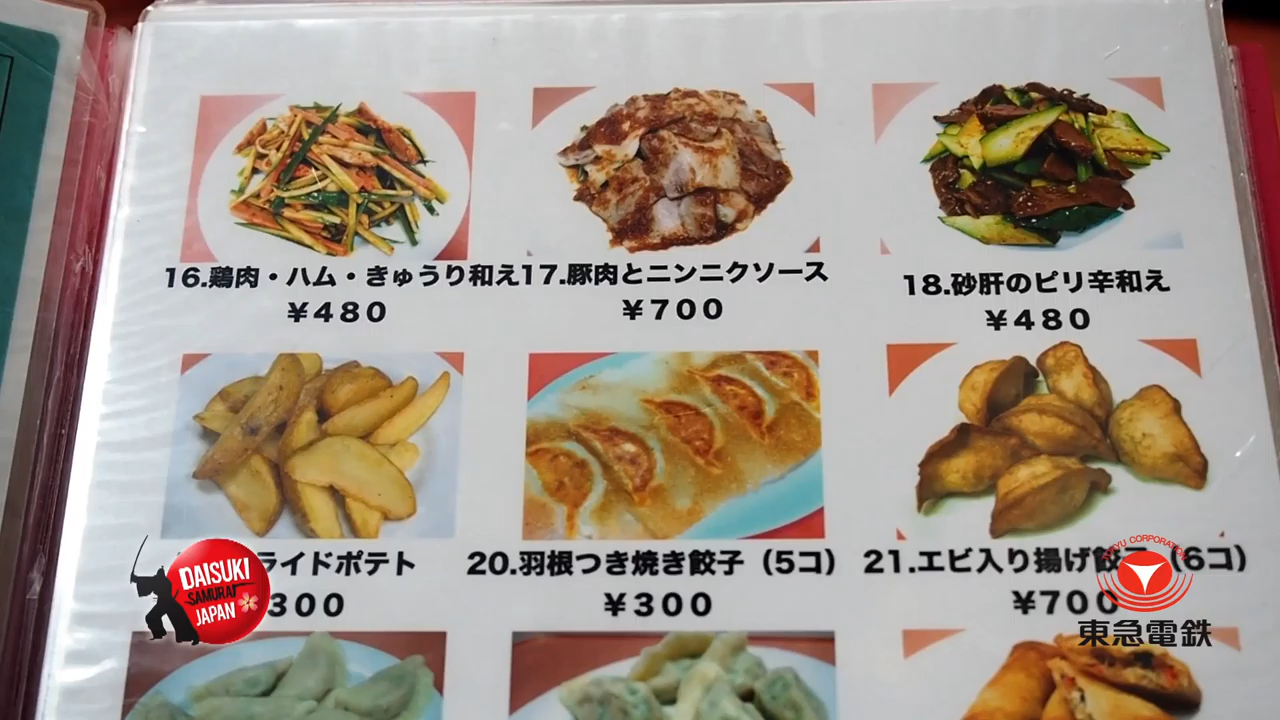 16.鶏肉・ハム・きゅうり和え
¥480
17.豚肉とニンニクソース
¥700
18.砂肝のピリ辛和え
¥480
ライドポテト
300
20.羽根つき焼き餃子（5コ）
¥300
21.エビ入り揚げ餃子（6コ）
¥700
DAISUKI
SAMURAI
JAPAN
TOKYU CORPORATION
東急電鉄